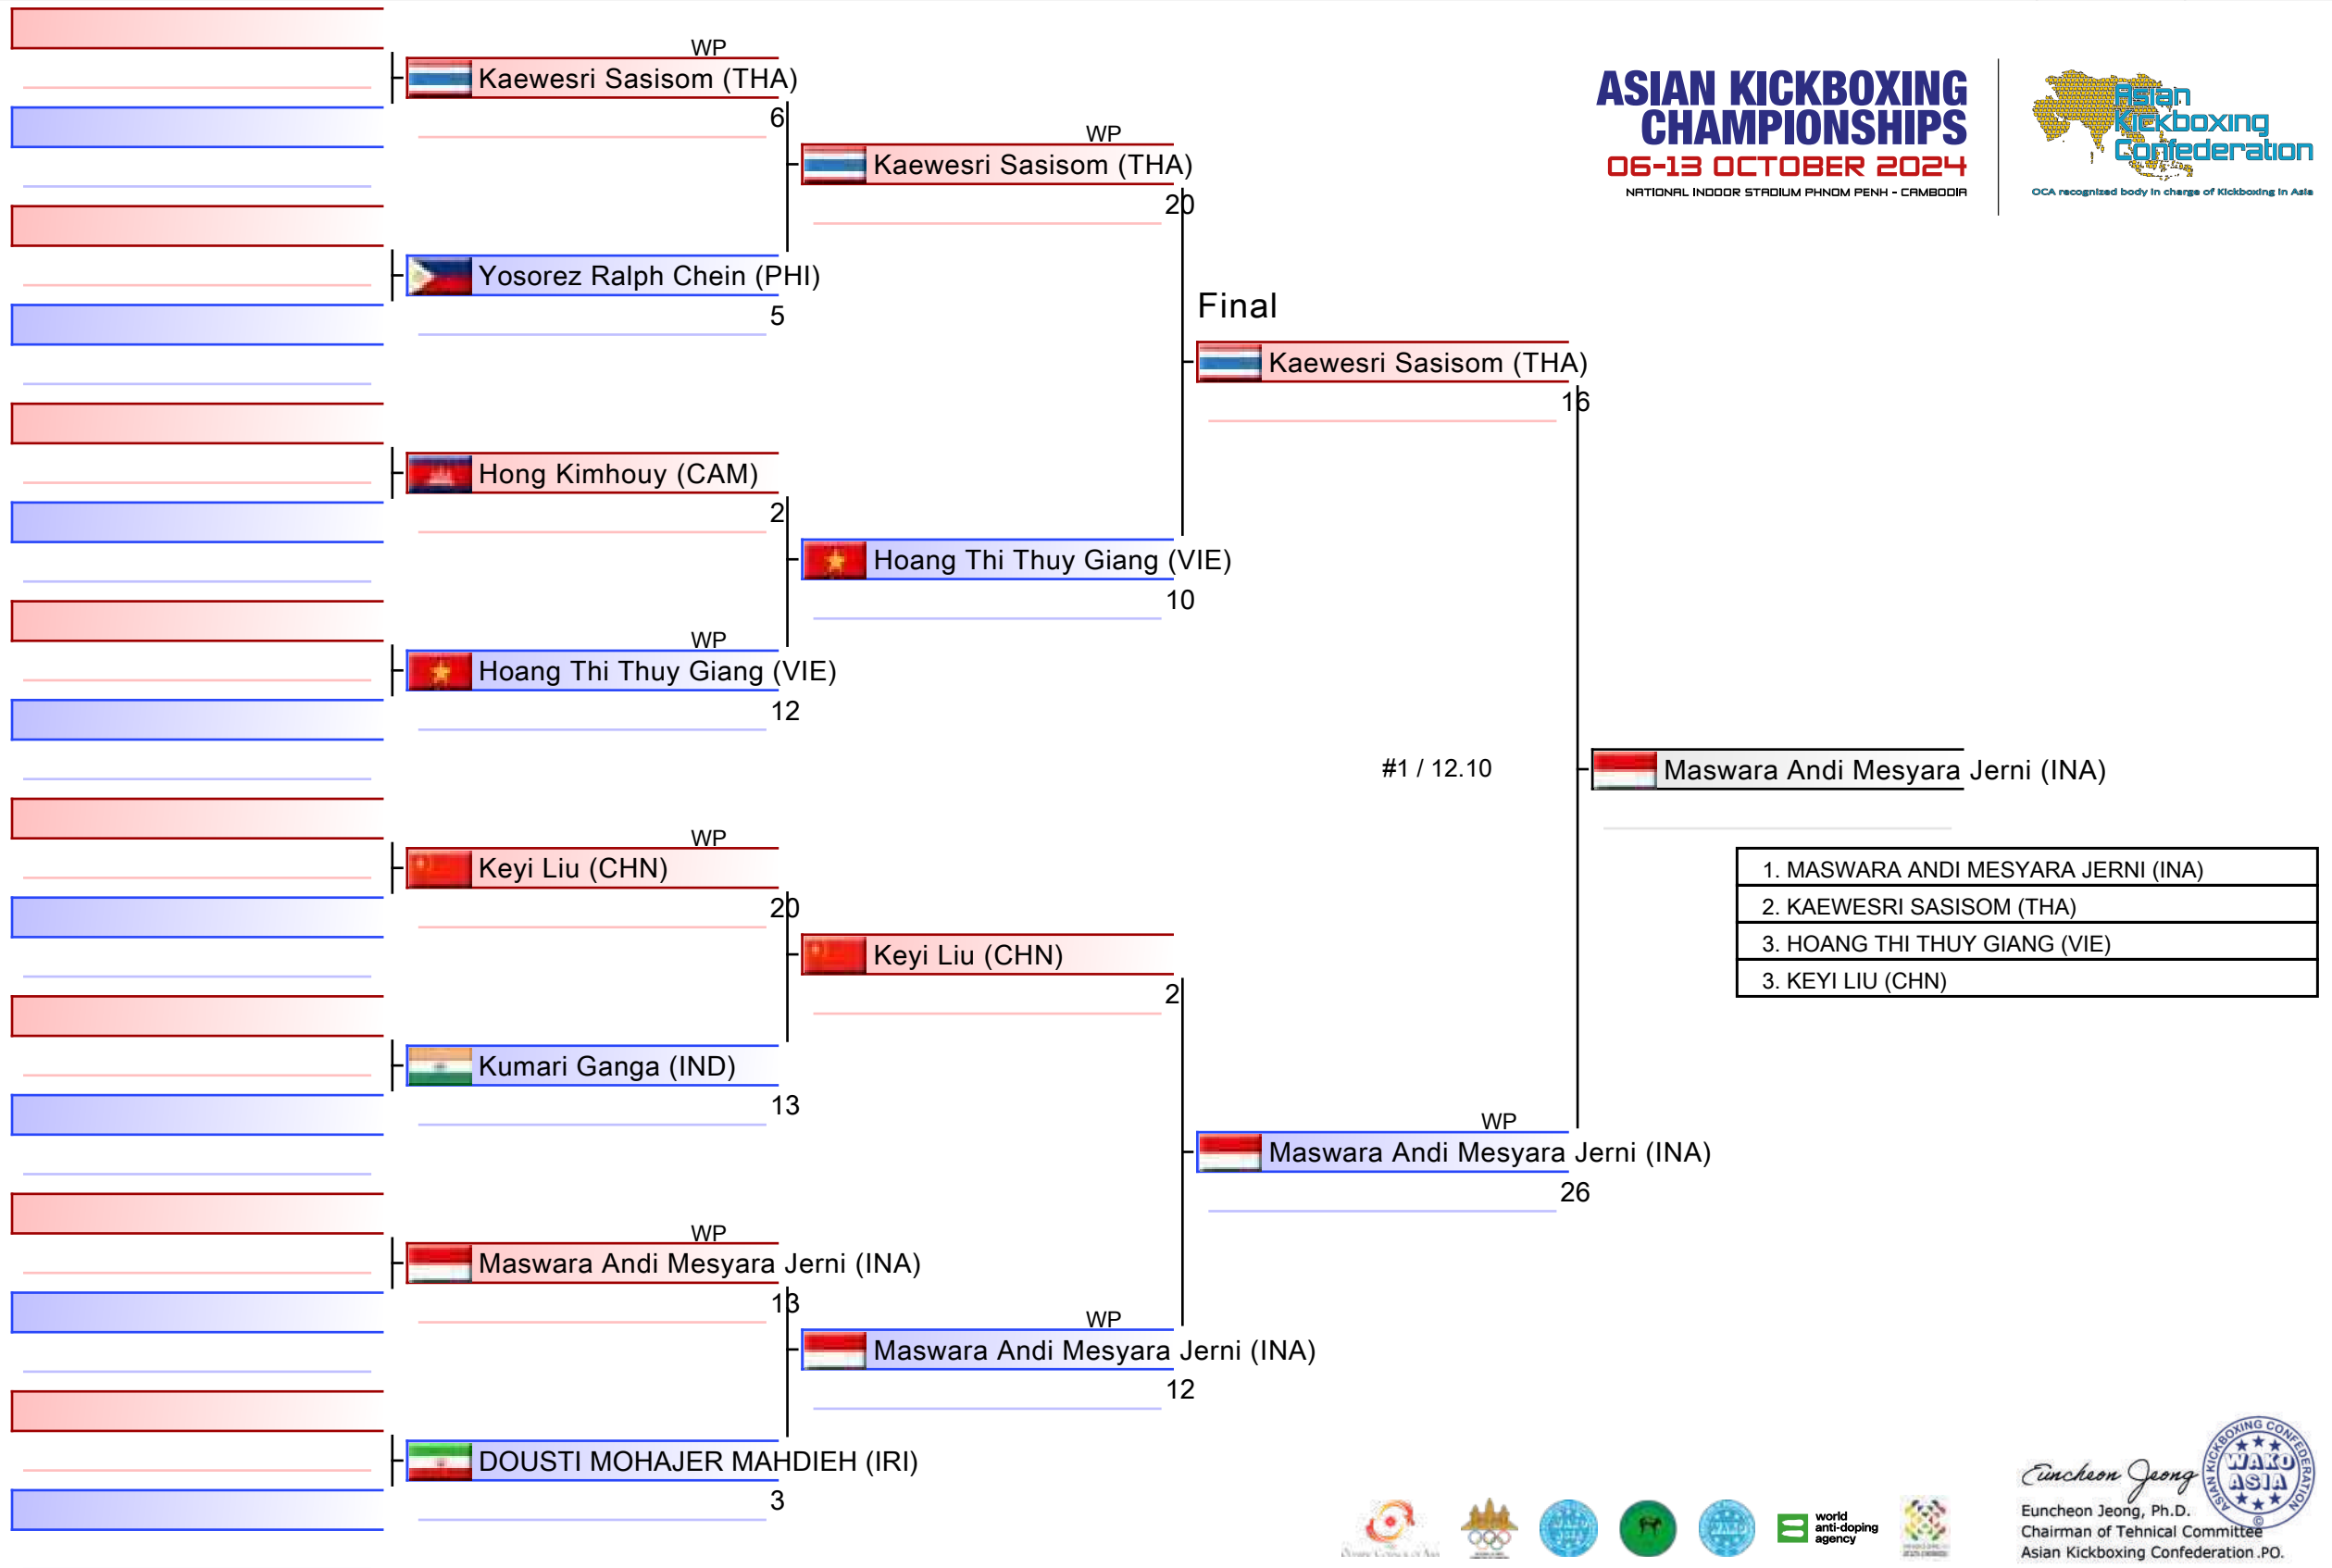 WP
Kaewesri Sasisom (THA)
6
Yosorez Ralph Chein (PHI)
5
Hong Kimhouy (CAM)
2
WP
Hoang Thi Thuy Giang (VIE)
12
WP
Keyi Liu (CHN)
20
Kumari Ganga (IND)
13
WP
Maswara Andi Mesyara Jerni (INA)
13
DOUSTI MOHAJER MAHDIEH (IRI)
3
WP
Kaewesri Sasisom (THA)
20
Hoang Thi Thuy Giang (VIE)
10
Keyi Liu (CHN)
2
WP
Maswara Andi Mesyara Jerni (INA)
12
Final
Kaewesri Sasisom (THA)
16
#1 / 12.10
WP
Maswara Andi Mesyara Jerni (INA)
26
Maswara Andi Mesyara Jerni (INA)
1. MASWARA ANDI MESYARA JERNI (INA)
2. KAEWESRI SASISOM (THA)
3. HOANG THI THUY GIANG (VIE)
3. KEYI LIU (CHN)
ASIAN KICKBOXING
CHAMPIONSHIPS
06-13 OCTOBER 2024
NATIONAL INDOOR STADIUM PHNOM PENH - CAMBODIA
Asian
Kickboxing
Confederation
OCA recognized body in charge of Kickboxing in Asia
world
anti-doping
agency
Euncheon Jeong
ASIAN KICKBOXING CONFEDERATION
WAKO
ASIA
©
Euncheon Jeong, Ph.D.
Chairman of Tehnical Committee
Asian Kickboxing Confederation .PO.